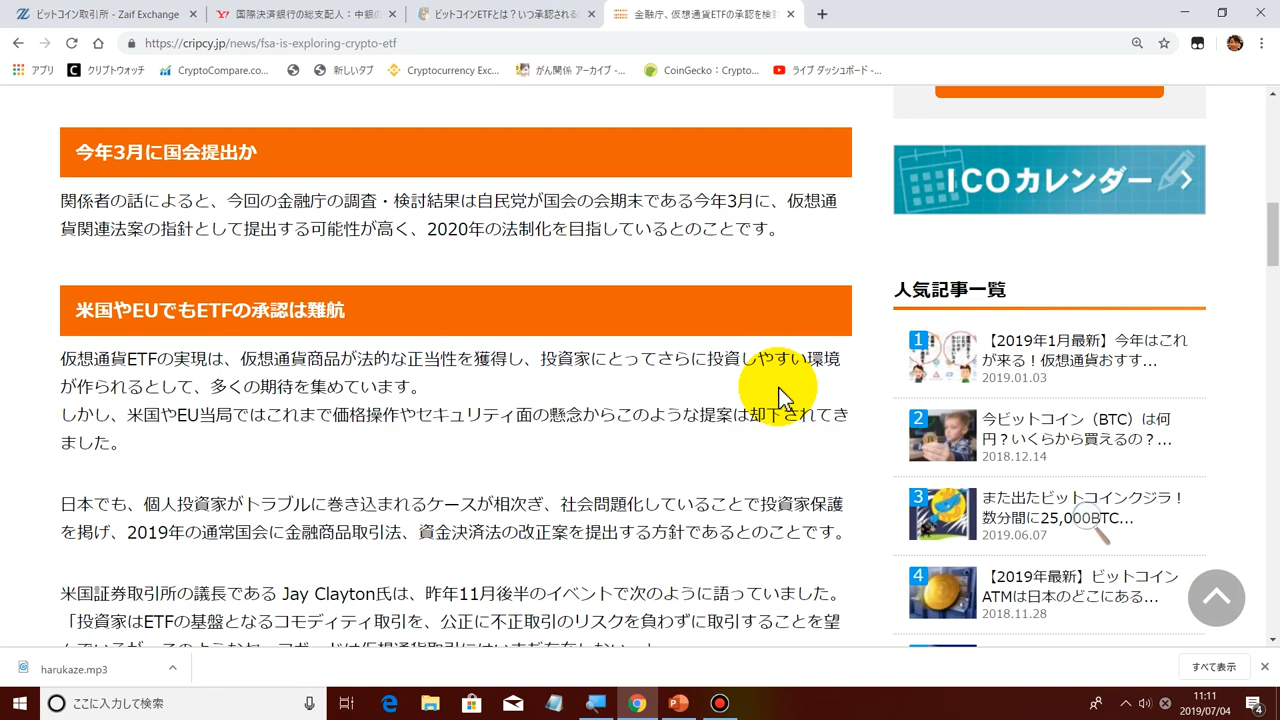 ビットコイン取引所 - Zaif Exchange
国際決済銀行の総支配人：中銀の
ビットコインETFとは？いつ承認される
金融庁、仮想通貨ETFの承認を検討
https://cripcy.jp/news/fsa-is-exploring-crypto-etf
アプリ
クリプトウォッチ
CryptoCompare.co...
新しいタブ
Cryptocurrency Exc...
がん関係 アーカイブ -...
CoinGecko：Crypto...
ライブ ダッシュボード -...
今年3月に国会提出か
関係者の話によると、今回の金融庁の調査・検討結果は自民党が国会の会期末である今年3月に、仮想通
貨関連法案の指針として提出する可能性が高く、2020年の法制化を目指しているとのことです。
米国やEUでもETFの承認は難航
仮想通貨ETFの実現は、仮想通貨商品が法的な正当性を獲得し、投資家にとってさらに投資しやすい環境
が作られるとして、多くの期待を集めています。
しかし、米国やEU当局ではこれまで価格操作やセキュリティ面の懸念からこのような提案は却下されてき
ました。
日本でも、個人投資家がトラブルに巻き込まれるケースが相次ぎ、社会問題化していることで投資家保護
を掲げ、2019年の通常国会に金融商品取引法、資金決済法の改正案を提出する方針であるとのことです。
米国証券取引所の議長である Jay Clayton氏は、昨年11月後半のイベントで次のように語っていました。
「投資家はETFの基盤となるコモディティ取引を、公正に不正取引のリスクを負わずに取引することを望
ICOカレンダー
人気記事一覧
1
【2019年1月最新】今年はこれ
が来る！仮想通貨おすす...
2019.01.03
2
今ビットコイン（BTC）は何
円？いくらから買えるの？...
2018.12.14
3
また出たビットコインクジラ！
数分間に25,000BTC...
2019.06.07
4
【2019年最新】ビットコイン
ATMは日本のどこにある...
2018.11.28
harukaze.mp3
すべて表示
ここに入力して検索
11:11
2019/07/04
4